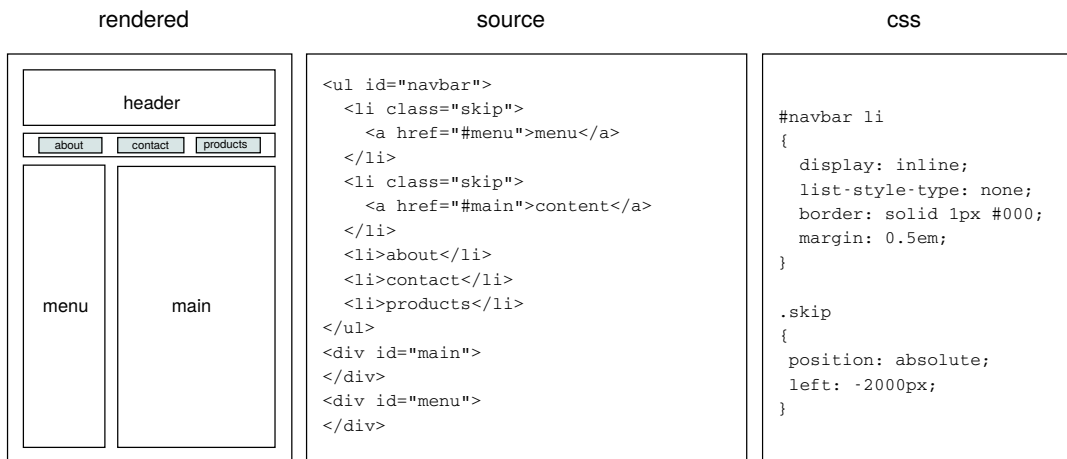 rendered
source
css
header
about
contact
products
menu
main
<ul id="navbar">
<li class="skip">
<a href="#menu">menu</a>
</li>
<li class="skip">
<a href="#main">content</a>
</li>
<li>about</li>
<li>contact</li>
<li>products</li>
</ul>
<div id="main">
</div>
<div id="menu">
</div>
#navbar li
{
display: inline;
list-style-type: none;
border: solid 1px #000;
margin: 0.5em;
}
.skip
{
position: absolute;
left: -2000px;
}